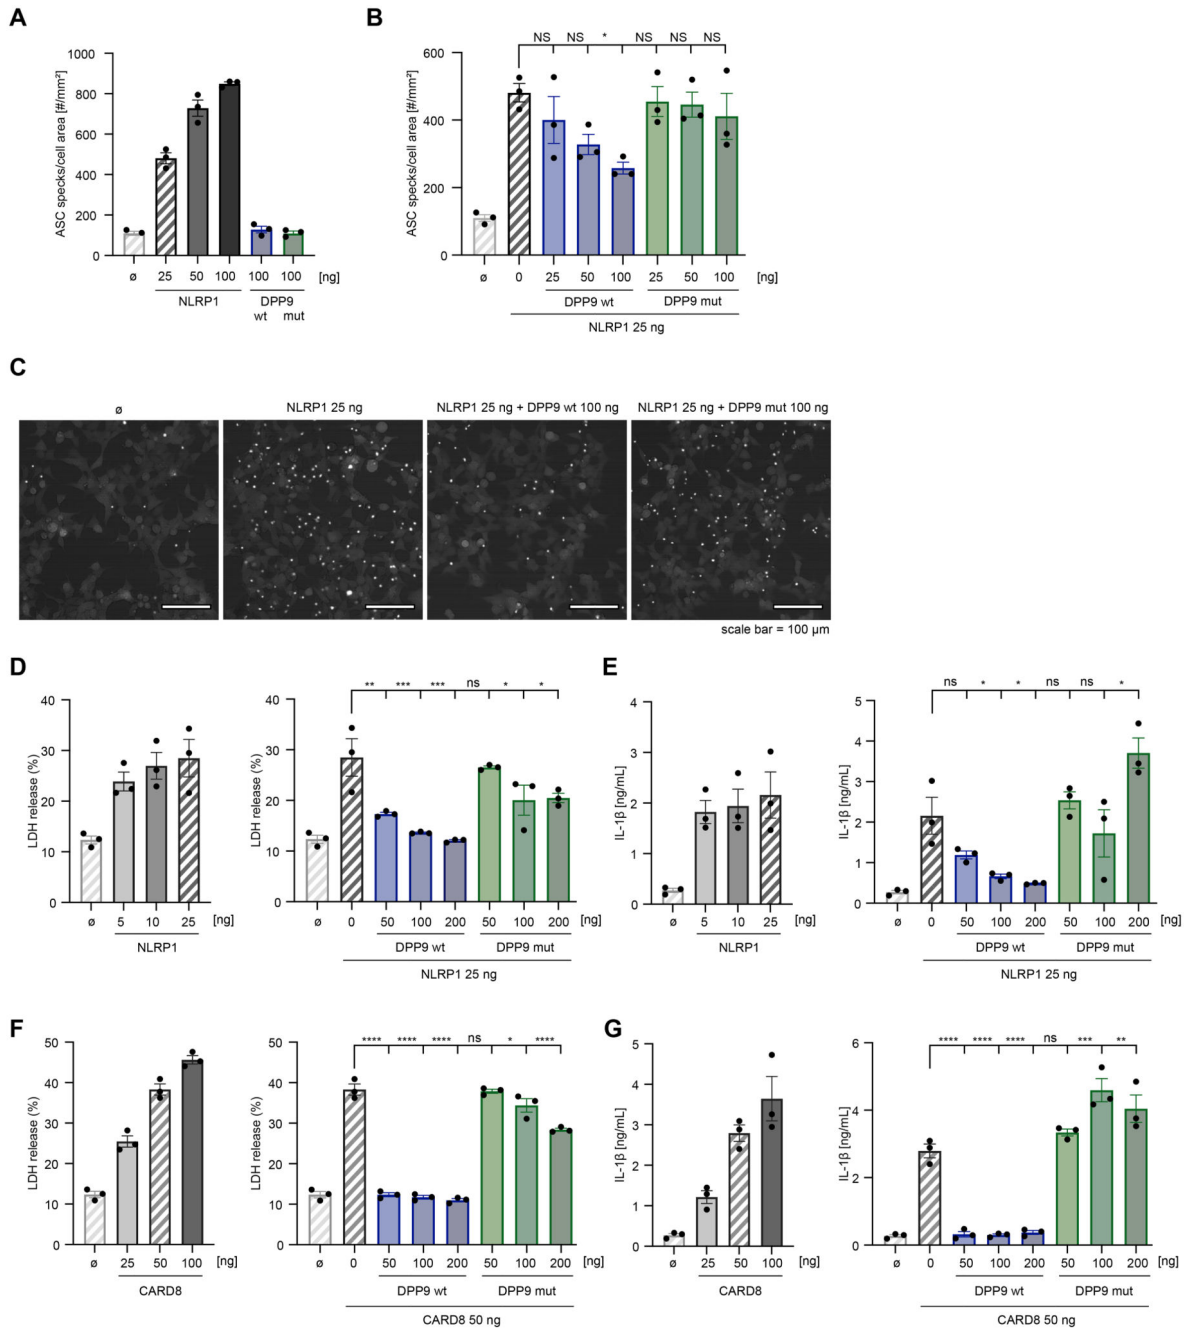 A
ASC specks/cell area [#/mm²]
1000
800
600
400
200
0
ø 25 50 100 100 100 [ng]
NLRP1 DPP9
wt mut
B
ASC specks/cell area [#/mm²]
NS NS * NS NS NS
600
400
200
0
ø 0 25 50 100 25 50 100 [ng]
DPP9 wt DPP9 mut
NLRP1 25 ng
C
ø NLRP1 25 ng NLRP1 25 ng + DPP9 wt 100 ng NLRP1 25 ng + DPP9 mut 100 ng
scale bar = 100 µm
D
LDH release (%)
40
30
20
10
0
ø 5 10 25 [ng]
NLRP1
LDH release (%)
** *** *** ns * *
40
30
20
10
0
ø 0 50 100 200 50 100 200 [ng]
DPP9 wt DPP9 mut
NLRP1 25 ng
E
IL-1β [ng/mL]
4
3
2
1
0
ø 5 10 25 [ng]
NLRP1
IL-1β [ng/mL]
ns * * ns ns *
5
4
3
2
1
0
ø 0 50 100 200 50 100 200 [ng]
DPP9 wt DPP9 mut
NLRP1 25 ng
F
LDH release (%)
50
40
30
20
10
0
ø 25 50 100 [ng]
CARD8
LDH release (%)
**** **** **** ns * ****
50
40
30
20
10
0
ø 0 50 100 200 50 100 200 [ng]
DPP9 wt DPP9 mut
CARD8 50 ng
G
IL-1β [ng/mL]
5
4
3
2
1
0
ø 25 50 100 [ng]
CARD8
IL-1β [ng/mL]
**** **** **** ns *** **
6
4
2
0
ø 0 50 100 200 50 100 200 [ng]
DPP9 wt DPP9 mut
CARD8 50 ng